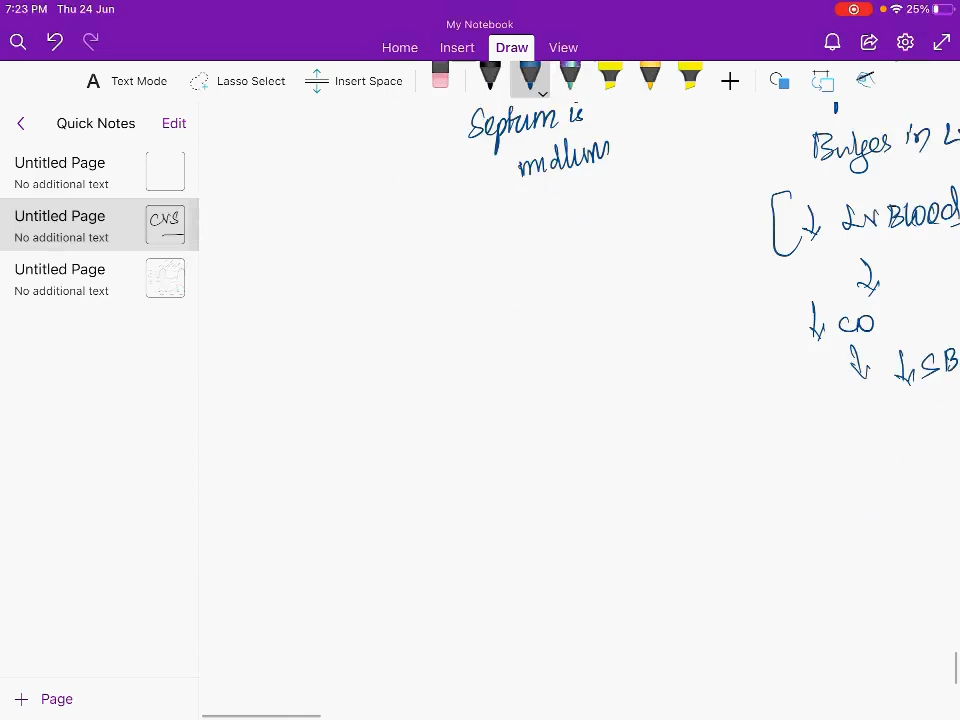 7:23 PM Thu 24 Jun
25%
My Notebook
Home Insert Draw View
Text Mode Lasso Select Insert Space
Quick Notes Edit
Untitled Page
No additional text
Untitled Page
No additional text
CNS
Untitled Page
No additional text
Page
Septum is
midline
Bulges in L
↓ LV Blood
↓
↓ CO
↓ ↓ SB